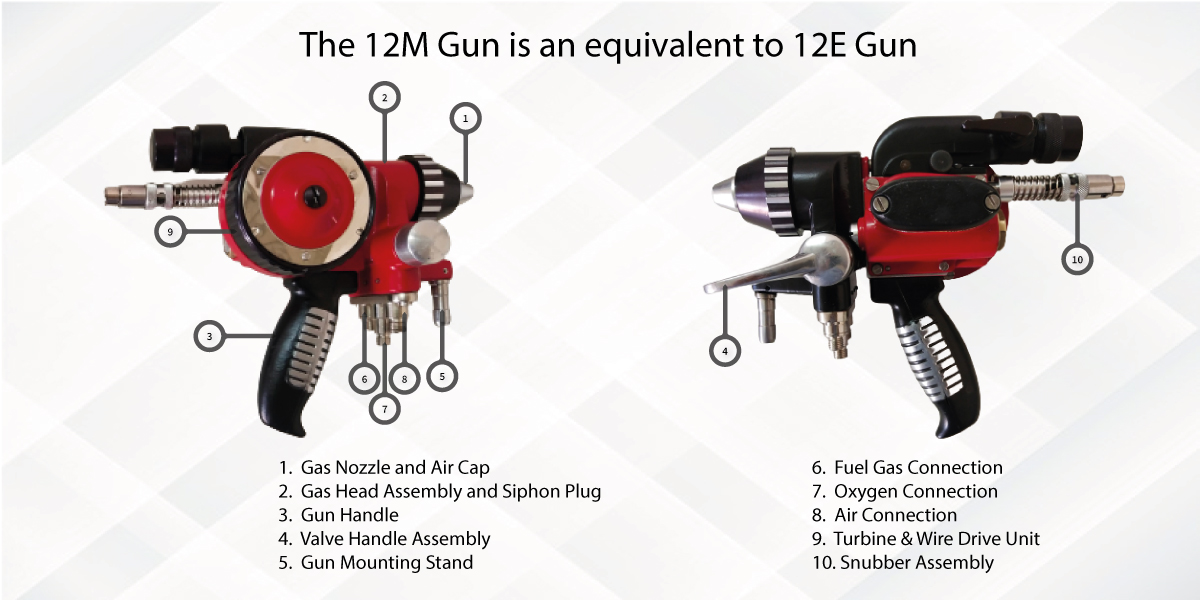 The 12M Gun is an equivalent to 12E Gun
2
1
9
10
3
4
6
8
5
7
1. Gas Nozzle and Air Cap
2. Gas Head Assembly and Siphon Plug
3. Gun Handle
4. Valve Handle Assembly
5. Gun Mounting Stand
6. Fuel Gas Connection
7. Oxygen Connection
8. Air Connection
9. Turbine & Wire Drive Unit
10. Snubber Assembly